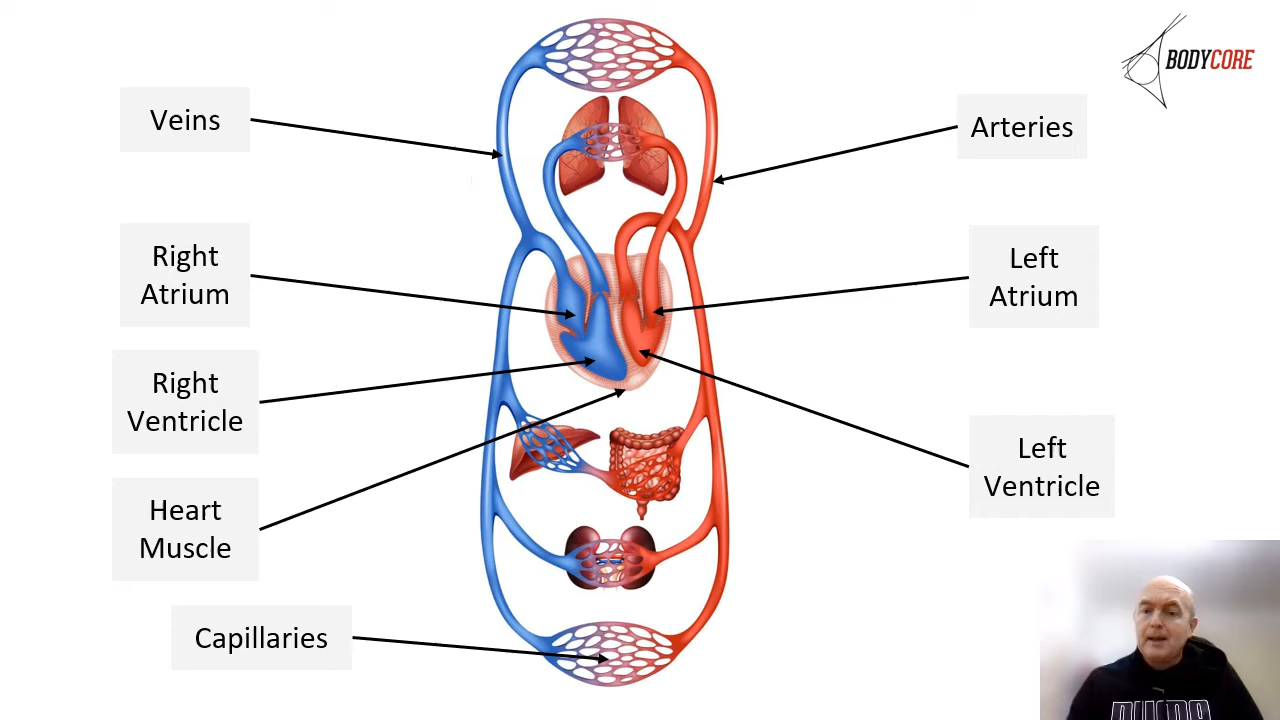 BODYCORE
Veins
Arteries
Right
Atrium
Left
Atrium
Right
Ventricle
Left
Ventricle
Heart
Muscle
Capillaries